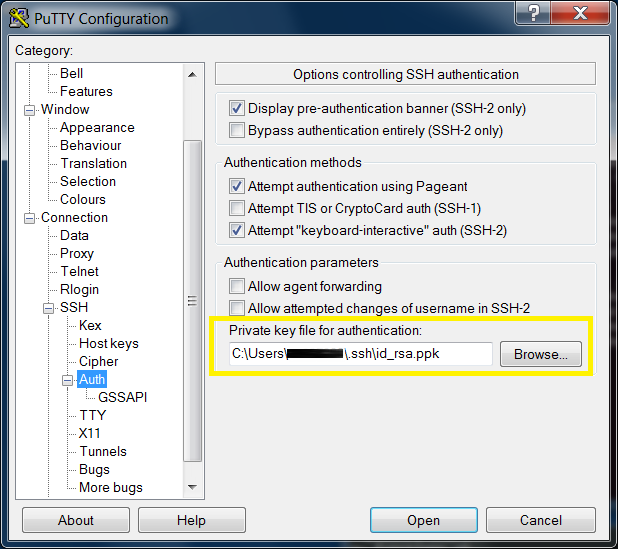 PuTTY Configuration
?
Category:
Bell
Features
Window
Appearance
Behaviour
Translation
Selection
Colours
Connection
Data
Proxy
Telnet
Rlogin
SSH
Kex
Host keys
Cipher
Auth
GSSAPI
TTY
X11
Tunnels
Bugs
More bugs
Options controlling SSH authentication
Display pre-authentication banner (SSH-2 only)
Bypass authentication entirely (SSH-2 only)
Authentication methods
Attempt authentication using Pageant
Attempt TIS or CryptoCard auth (SSH-1)
Attempt "keyboard-interactive" auth (SSH-2)
Authentication parameters
Allow agent forwarding
Allow attempted changes of username in SSH-2
Private key file for authentication:
C:\Users\ \.ssh\id_rsa.ppk Browse...
About Help Open Cancel